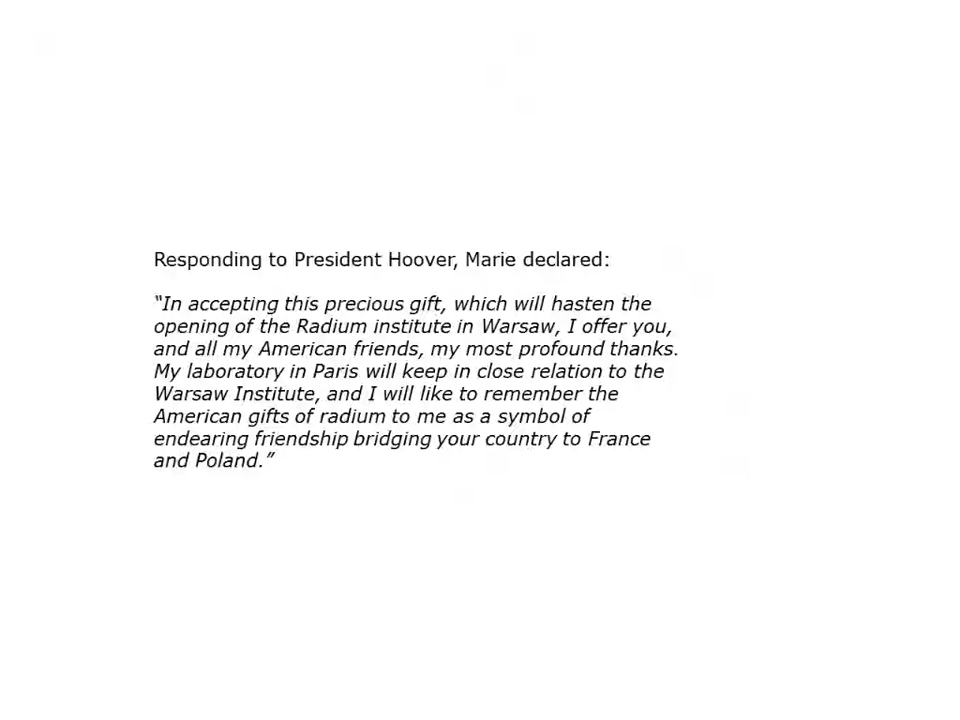 Responding to President Hoover, Marie declared:
“In accepting this precious gift, which will hasten the
opening of the Radium institute in Warsaw, I offer you,
and all my American friends, my most profound thanks.
My laboratory in Paris will keep in close relation to the
Warsaw Institute, and I will like to remember the
American gifts of radium to me as a symbol of
endearing friendship bridging your country to France
and Poland.”